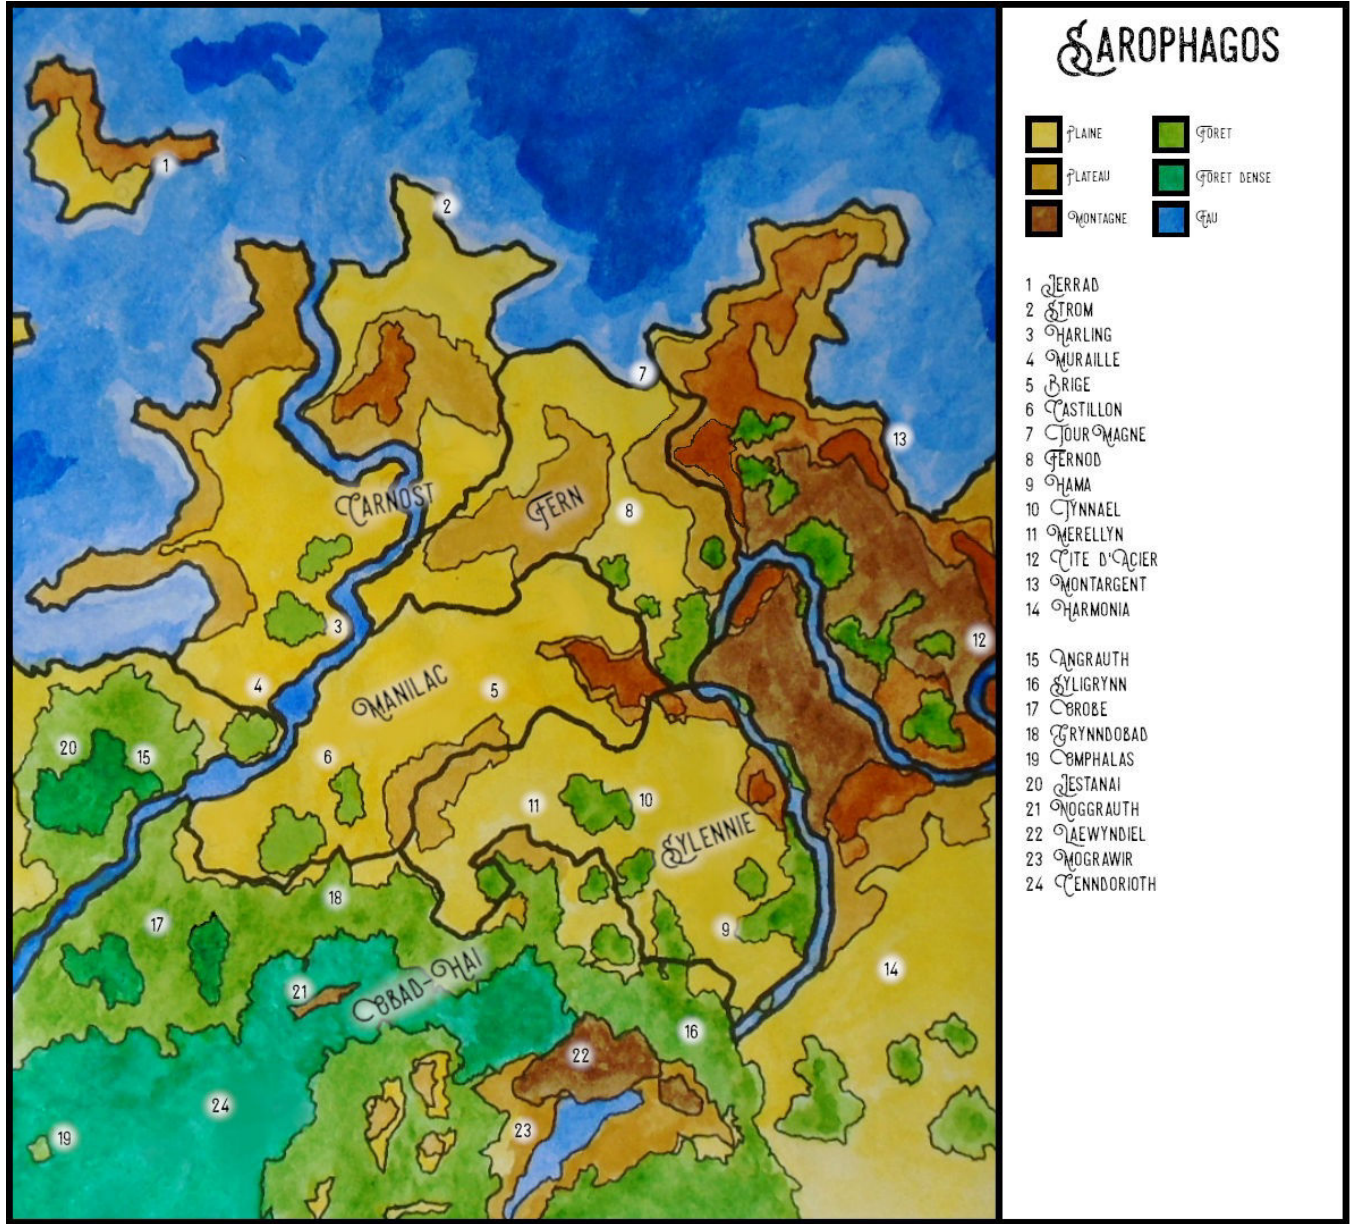 SAROPHAGOS
PLAINE
FORET
PLATEAU
FORET DENSE
MONTAGNE
EAU
1 JERRAD
2 STROM
3 HARLING
4 MURAILLE
5 BRIGE
6 CASTILLON
7 TOUR MAGNE
8 FERNOD
9 HAMA
10 TYNNAEL
11 MERELLYN
12 CITE D'ACIER
13 MONTARGENT
14 HARMONIA
15 ANGRAUTH
16 SYLIGRYNN
17 OROBE
18 GRYNNDOBAD
19 OMPHALAS
20 JESTANAI
21 NOGGRAUTH
22 LAEWYNDIEL
23 MOGRAWIR
24 CENNDORIOTH
1
2
7
13
CARNOST
FERN
8
3
12
4
MANILAC
5
20
15
6
11
10
SYLENNIE
18
17
9
14
21
OBAD-HAI
16
22
24
23
19